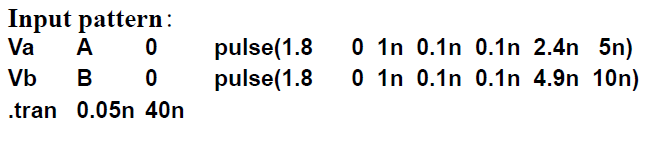 Input pattern:
Va A 0 pulse(1.8 0 1n 0.1n 0.1n 2.4n 5n)
Vb B 0 pulse(1.8 0 1n 0.1n 0.1n 4.9n 10n)
.tran 0.05n 40n